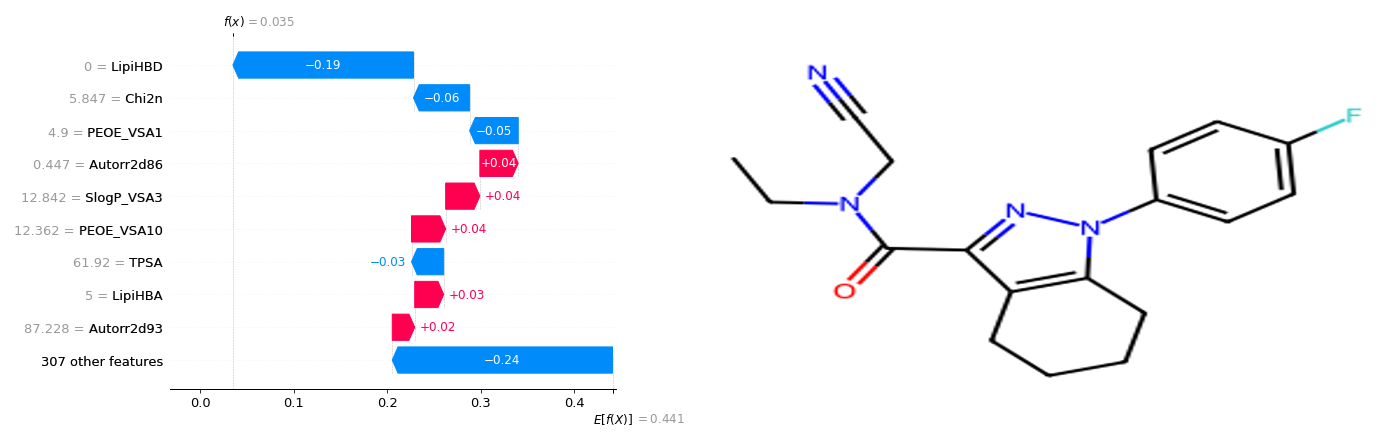 f(x) = 0.035
0 = LipiHBD −0.19
5.847 = Chi2n −0.06
4.9 = PEOE_VSA1 −0.05
0.447 = Autorr2d86 +0.04
12.842 = SlogP_VSA3 +0.04
12.362 = PEOE_VSA10 +0.04
61.92 = TPSA −0.03
5 = LipiHBA +0.03
87.228 = Autorr2d93 +0.02
307 other features −0.24
0.0 0.1 0.2 0.3 0.4
E[f(X)] = 0.441
N
F
N
N
N
O